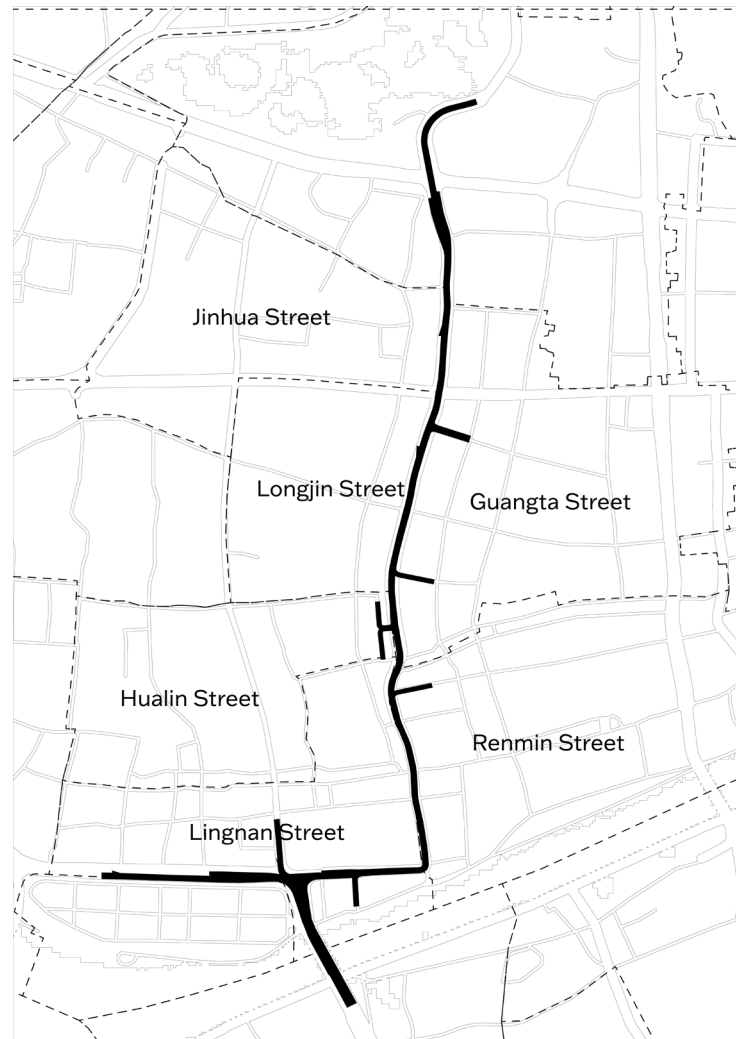 Jinhua Street
Longjin Street
Guangta Street
Hualin Street
Renmin Street
Lingnan Street